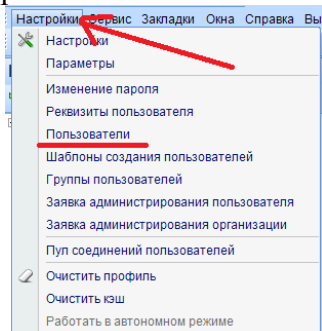 Настройки Сервис Закладки Окна Справка Вы
Настройки
Параметры
Изменение пароля
Реквизиты пользователя
Пользователи
Шаблоны создания пользователей
Группы пользователей
Заявка администрирования пользователя
Заявка администрирования организации
Пул соединений пользователей
Очистить профиль
Очистить кэш
Работать в автономном режиме